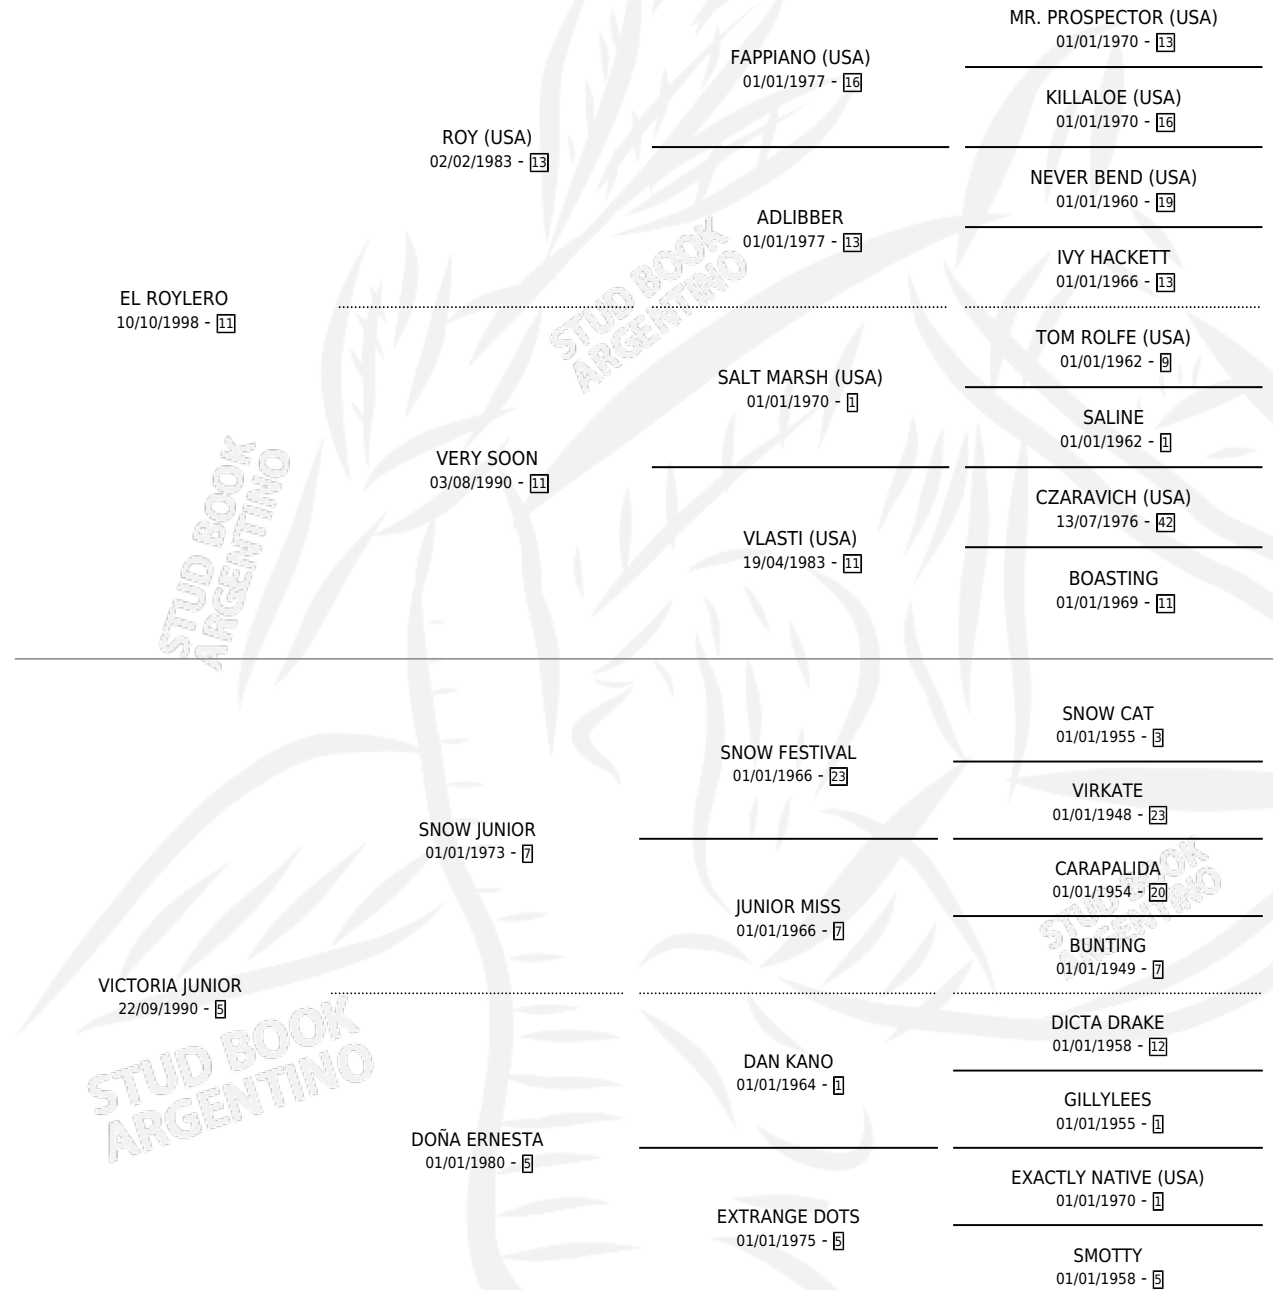 MR. PROSPECTOR (USA)
01/01/1970 - 13
FAPPIANO (USA)
01/01/1977 - 16
KILLALOE (USA)
01/01/1970 - 16
ROY (USA)
02/02/1983 - 13
NEVER BEND (USA)
01/01/1960 - 19
ADLIBBER
01/01/1977 - 13
IVY HACKETT
01/01/1966 - 13
EL ROYLERO
10/10/1998 - 11
TOM ROLFE (USA)
01/01/1962 - 9
SALT MARSH (USA)
01/01/1970 - 1
SALINE
01/01/1962 - 1
VERY SOON
03/08/1990 - 11
CZARAVICH (USA)
13/07/1976 - 42
VLASTI (USA)
19/04/1983 - 11
BOASTING
01/01/1969 - 11
STUD BOOK
ARGENTINO
STUD BOOK
ARGENTINO
SNOW CAT
01/01/1955 - 3
SNOW FESTIVAL
01/01/1966 - 23
VIRKATE
01/01/1948 - 23
SNOW JUNIOR
01/01/1973 - 7
CARAPALIDA
01/01/1954 - 20
JUNIOR MISS
01/01/1966 - 7
BUNTING
01/01/1949 - 7
VICTORIA JUNIOR
22/09/1990 - 5
DICTA DRAKE
01/01/1958 - 12
DAN KANO
01/01/1964 - 1
GILLYLEES
01/01/1955 - 1
DOÑA ERNESTA
01/01/1980 - 5
EXACTLY NATIVE (USA)
01/01/1970 - 1
EXTRANGE DOTS
01/01/1975 - 5
SMOTTY
01/01/1958 - 5
STUD BOOK
ARGENTINO
STUD BOOK
ARGENTINO